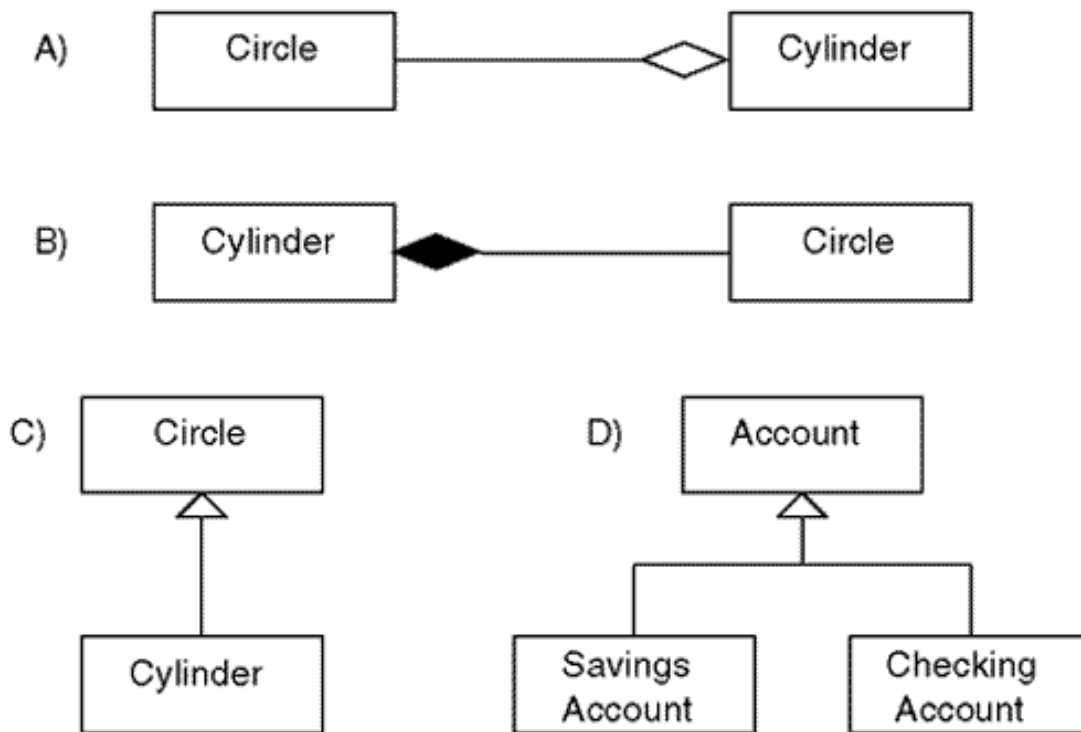 A)
Circle
Cylinder
B)
Cylinder
Circle
C)
Circle
D)
Account
Cylinder
Savings
Account
Checking
Account